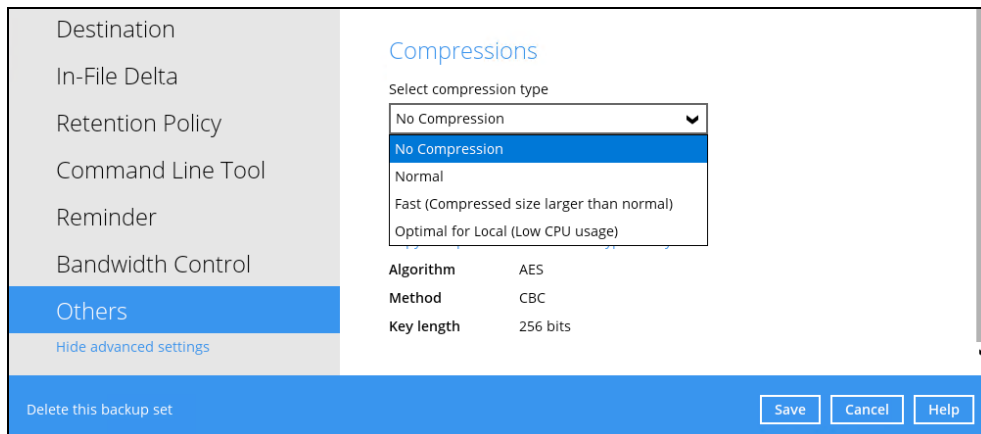 Destination
In-File Delta
Retention Policy
Command Line Tool
Reminder
Bandwidth Control
Others
Hide advanced settings
Compressions
Select compression type
No Compression
No Compression
Normal
Fast (Compressed size larger than normal)
Optimal for Local (Low CPU usage)
Algorithm AES
Method CBC
Key length 256 bits
Delete this backup set
Save Cancel Help